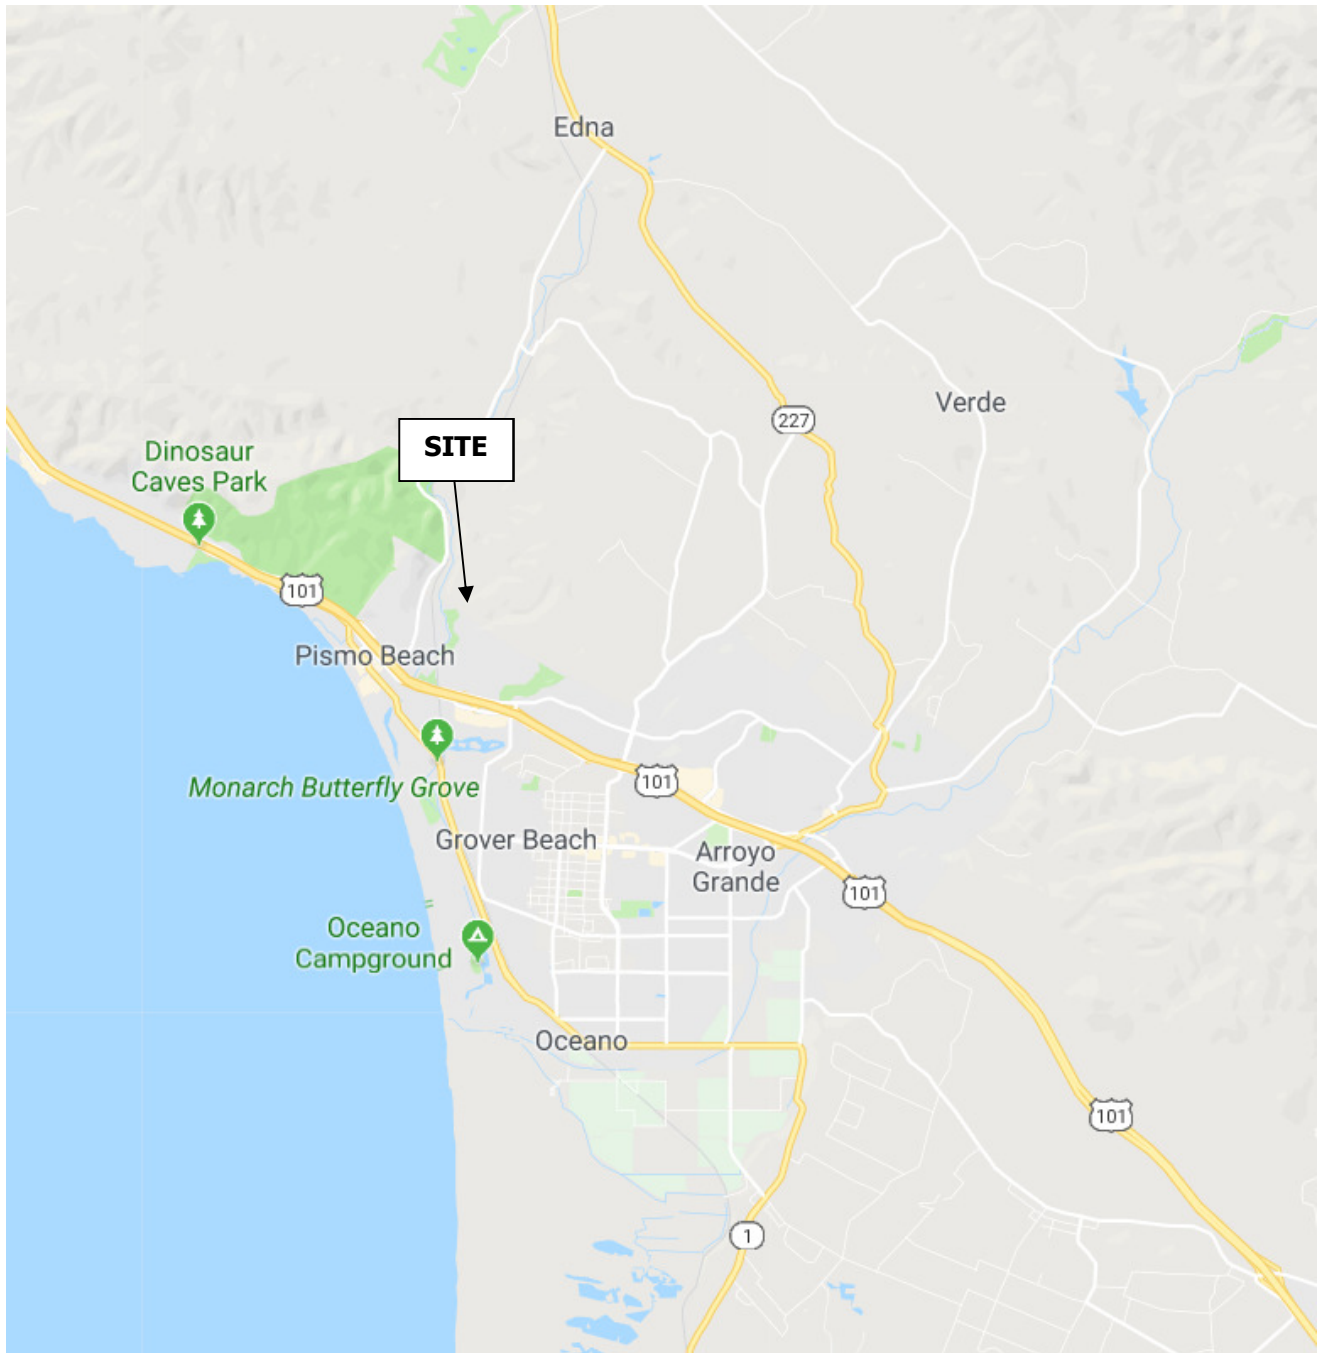 Edna
Verde
227
SITE
Dinosaur
Caves Park
101
Pismo Beach
Monarch Butterfly Grove
101
Grover Beach
Arroyo
Grande
101
Oceano
Campground
Oceano
101
1